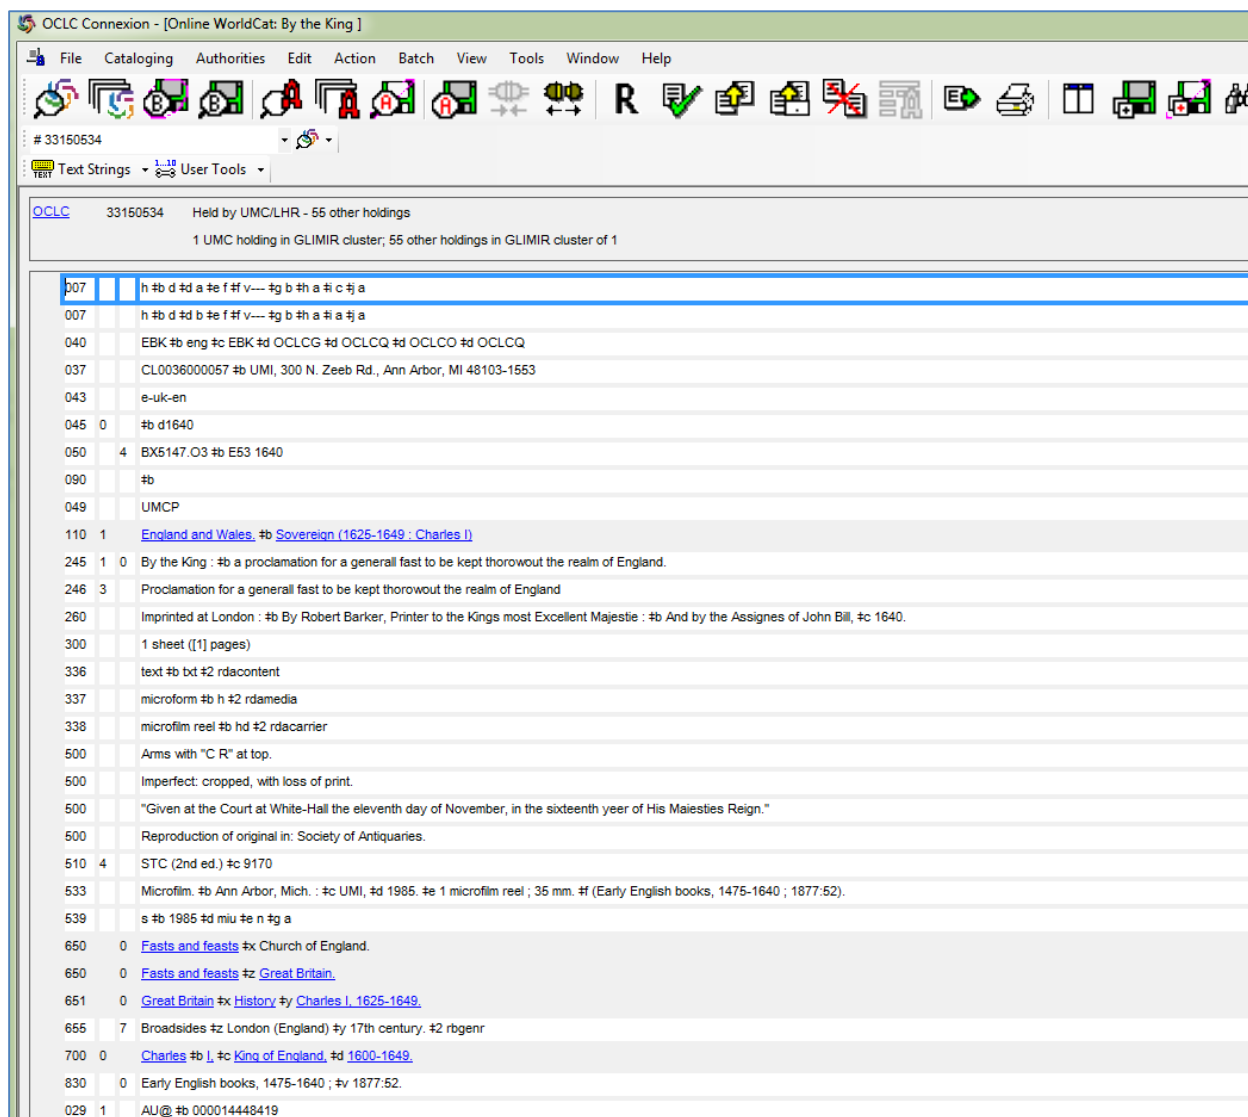 OCLC Connexion - [Online WorldCat: By the King ]
File Cataloging Authorities Edit Action Batch View Tools Window Help
B B A A A R E
# 33150534
TEXT Text Strings 1...10 User Tools
OCLC 33150534 Held by UMC/LHR - 55 other holdings
1 UMC holding in GLIMIR cluster; 55 other holdings in GLIMIR cluster of 1
007 h ‡b d ‡d a ‡e f ‡f v--- ‡g b ‡h a ‡i c ‡j a
007 h ‡b d ‡d b ‡e f ‡f v--- ‡g b ‡h a ‡i a ‡j a
040 EBK ‡b eng ‡c EBK ‡d OCLCG ‡d OCLCQ ‡d OCLCO ‡d OCLCQ
037 CL0036000057 ‡b UMI, 300 N. Zeeb Rd., Ann Arbor, MI 48103-1553
043 e-uk-en
045 0 ‡b d1640
050 4 BX5147.O3 ‡b E53 1640
090 ‡b
049 UMCP
110 1 England and Wales. ‡b Sovereign (1625-1649 : Charles I)
245 1 0 By the King : ‡b a proclamation for a generall fast to be kept thorowout the realm of England.
246 3 Proclamation for a generall fast to be kept thorowout the realm of England
260 Imprinted at London : ‡b By Robert Barker, Printer to the Kings most Excellent Majestie : ‡b And by the Assignes of John Bill, ‡c 1640.
300 1 sheet ([1] pages)
336 text ‡b txt ‡2 rdacontent
337 microform ‡b h ‡2 rdamedia
338 microfilm reel ‡b hd ‡2 rdacarrier
500 Arms with "C R" at top.
500 Imperfect: cropped, with loss of print.
500 "Given at the Court at White-Hall the eleventh day of November, in the sixteenth yeer of His Maiesties Reign."
500 Reproduction of original in: Society of Antiquaries.
510 4 STC (2nd ed.) ‡c 9170
533 Microfilm. ‡b Ann Arbor, Mich. : ‡c UMI, ‡d 1985. ‡e 1 microfilm reel ; 35 mm. ‡f (Early English books, 1475-1640 ; 1877:52).
539 s ‡b 1985 ‡d miu ‡e n ‡g a
650 0 Fasts and feasts ‡x Church of England.
650 0 Fasts and feasts ‡z Great Britain.
651 0 Great Britain ‡x History ‡y Charles I, 1625-1649.
655 7 Broadsides ‡z London (England) ‡y 17th century. ‡2 rbgenr
700 0 Charles ‡b I, ‡c King of England, ‡d 1600-1649.
830 0 Early English books, 1475-1640 ; ‡v 1877:52.
029 1 AU@ ‡b 000014448419